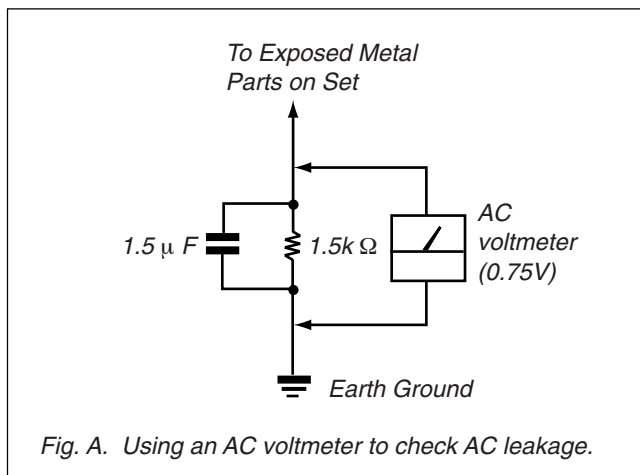 To Exposed Metal
Parts on Set
1.5 μ F
1.5k Ω
AC
voltmeter
(0.75V)
Earth Ground
Fig. A. Using an AC voltmeter to check AC leakage.